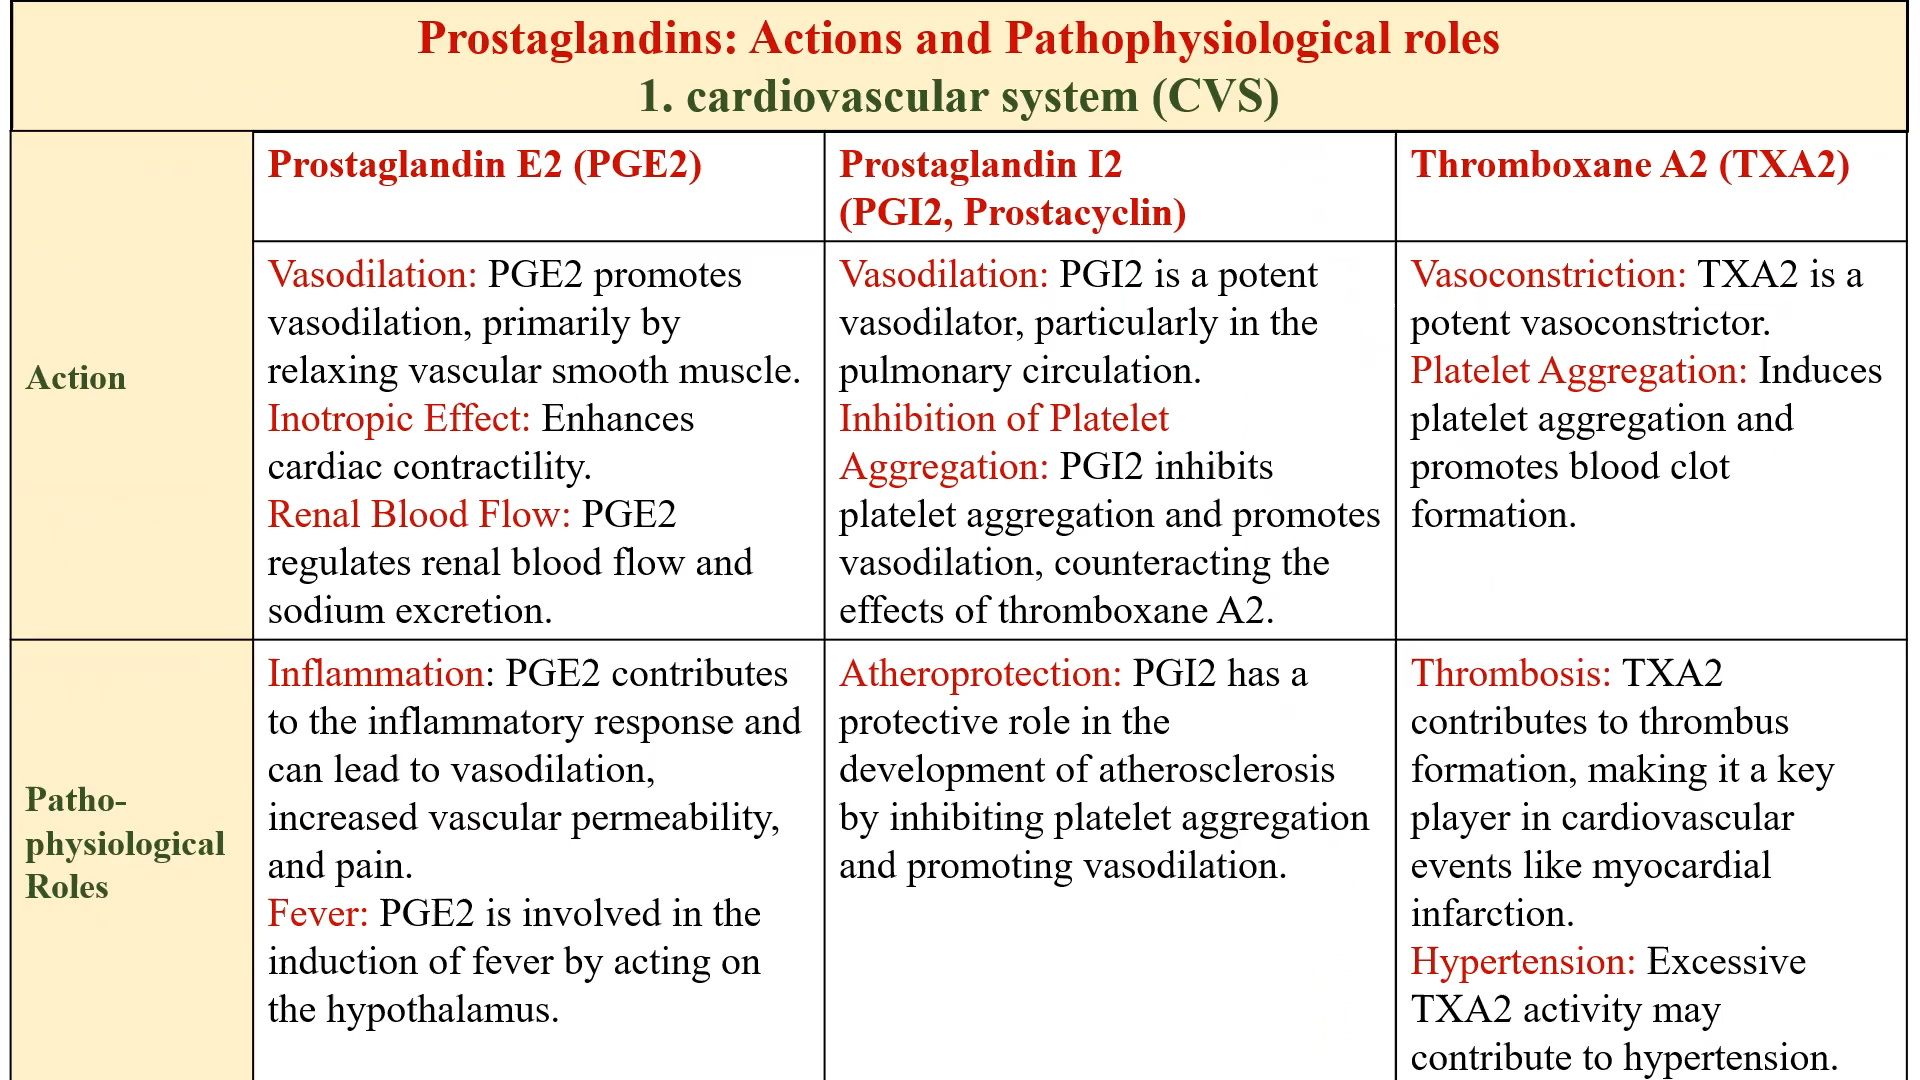 Prostaglandins: Actions and Pathophysiological roles
1. cardiovascular system (CVS)
Prostaglandin E2 (PGE2)
Prostaglandin I2
(PGI2, Prostacyclin)
Thromboxane A2 (TXA2)
Action
Vasodilation: PGE2 promotes
vasodilation, primarily by
relaxing vascular smooth muscle.
Inotropic Effect: Enhances
cardiac contractility.
Renal Blood Flow: PGE2
regulates renal blood flow and
sodium excretion.
Vasodilation: PGI2 is a potent
vasodilator, particularly in the
pulmonary circulation.
Inhibition of Platelet
Aggregation: PGI2 inhibits
platelet aggregation and promotes
vasodilation, counteracting the
effects of thromboxane A2.
Vasoconstriction: TXA2 is a
potent vasoconstrictor.
Platelet Aggregation: Induces
platelet aggregation and
promotes blood clot
formation.
Patho-
physiological
Roles
Inflammation: PGE2 contributes
to the inflammatory response and
can lead to vasodilation,
increased vascular permeability,
and pain.
Fever: PGE2 is involved in the
induction of fever by acting on
the hypothalamus.
Atheroprotection: PGI2 has a
protective role in the
development of atherosclerosis
by inhibiting platelet aggregation
and promoting vasodilation.
Thrombosis: TXA2
contributes to thrombus
formation, making it a key
player in cardiovascular
events like myocardial
infarction.
Hypertension: Excessive
TXA2 activity may
contribute to hypertension.